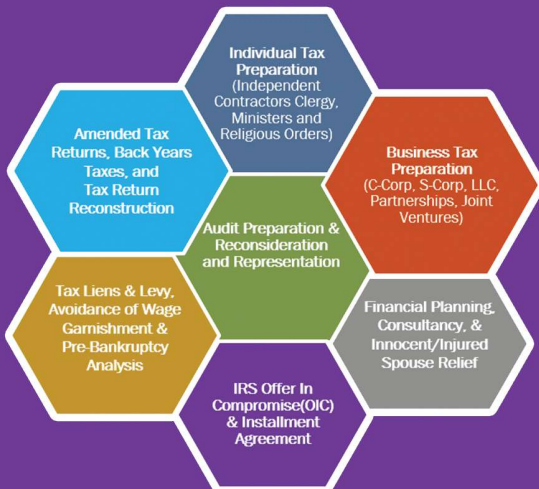 Individual Tax
Preparation
(Independent
Contractors Clergy,
Ministers and
Religious Orders)
Amended Tax
Returns, Back Years
Taxes, and
Tax Return
Reconstruction
Business Tax
Preparation
(C-Corp, S-Corp, LLC,
Partnerships, Joint
Ventures)
Audit Preparation &
Reconsideration
and Representation
Tax Liens & Levy,
Avoidance of Wage
Garnishment &
Pre-Bankruptcy
Analysis
Financial Planning,
Consultancy, &
Innocent/Injured
Spouse Relief
IRS Offer In
Compromise(OIC)
& Installment
Agreement